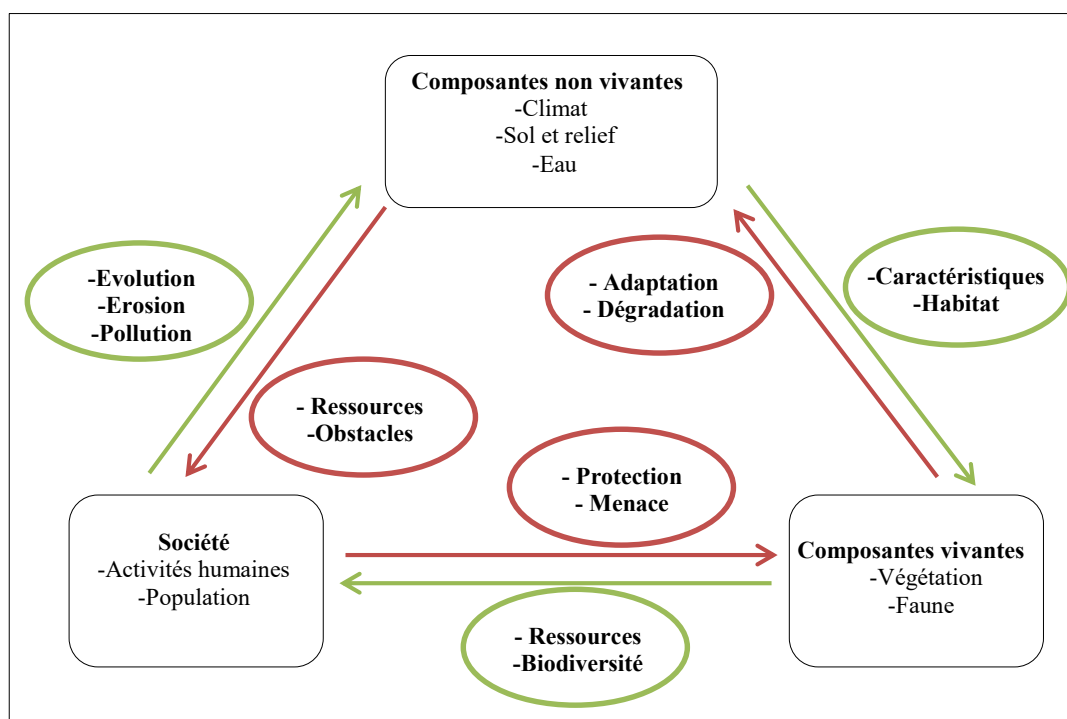 Composantes non vivantes
-Climat
-Sol et relief
-Eau
-Evolution
-Erosion
-Pollution
- Adaptation
- Dégradation
-Caractéristiques
-Habitat
- Ressources
-Obstacles
- Protection
- Menace
Société
-Activités humaines
-Population
Composantes vivantes
-Végétation
-Faune
- Ressources
-Biodiversité